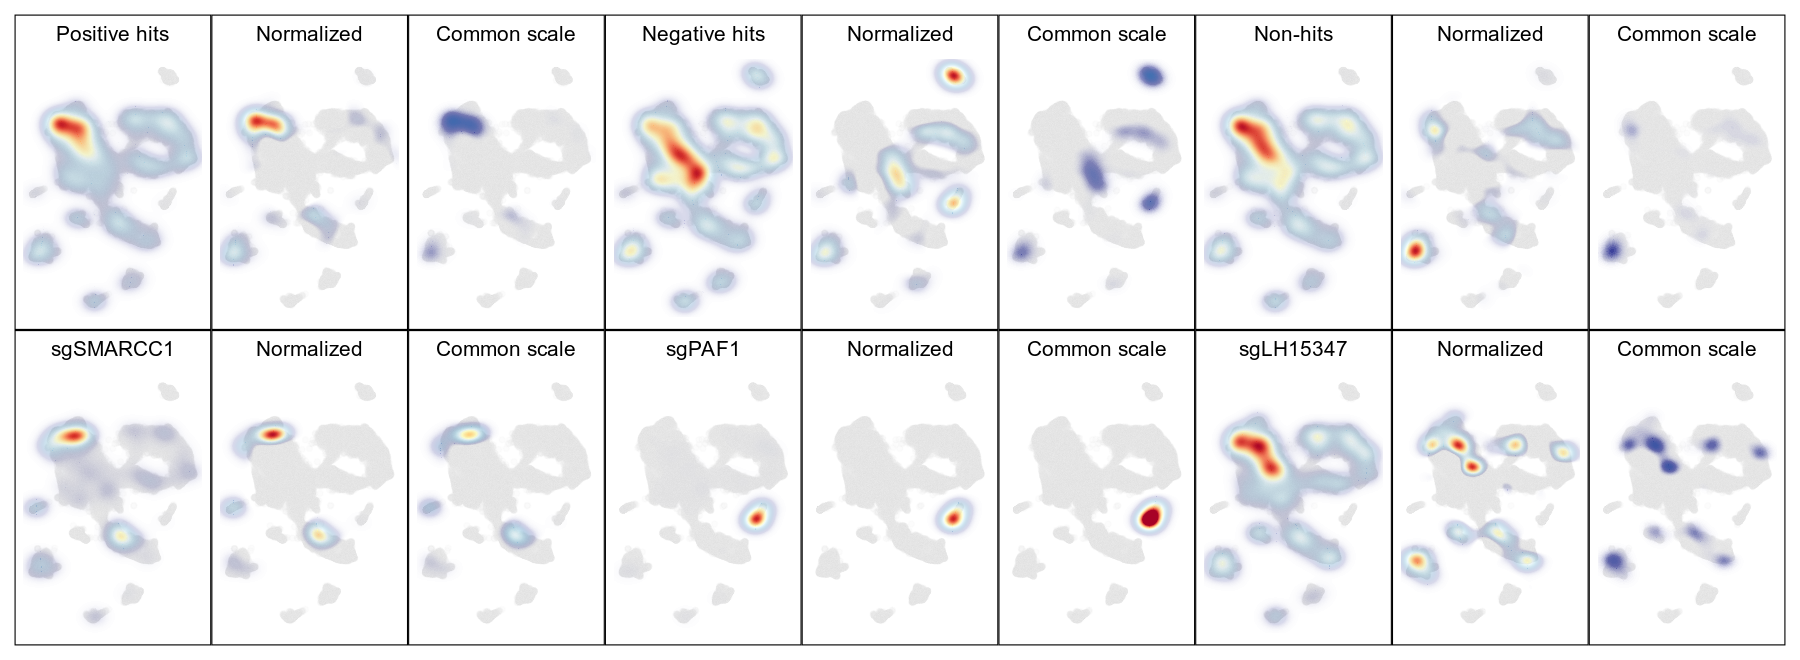 Positive hits Normalized Common scale Negative hits Normalized Common scale Non-hits Normalized Common scale
sgSMARCC1 Normalized Common scale sgPAF1 Normalized Common scale sgLH15347 Normalized Common scale